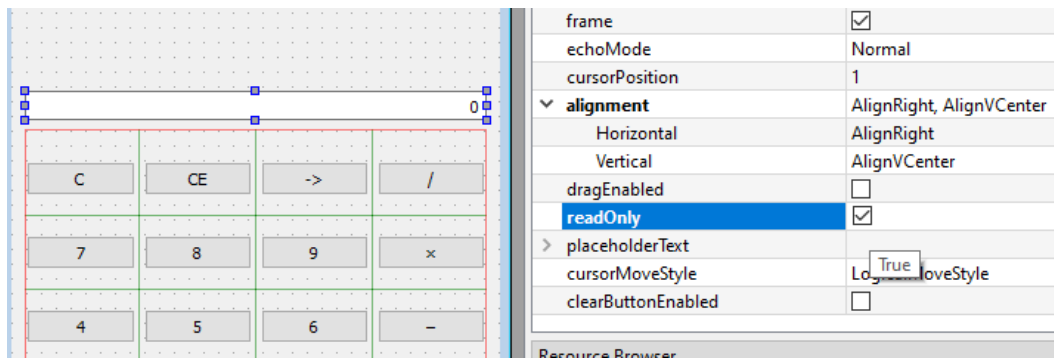 0
C CE -> /
7 8 9 ×
4 5 6 −
frame
echoMode Normal
cursorPosition 1
alignment AlignRight, AlignVCenter
Horizontal AlignRight
Vertical AlignVCenter
dragEnabled
readOnly
placeholderText
True
cursorMoveStyle
clearButtonEnabled
Resource Browser